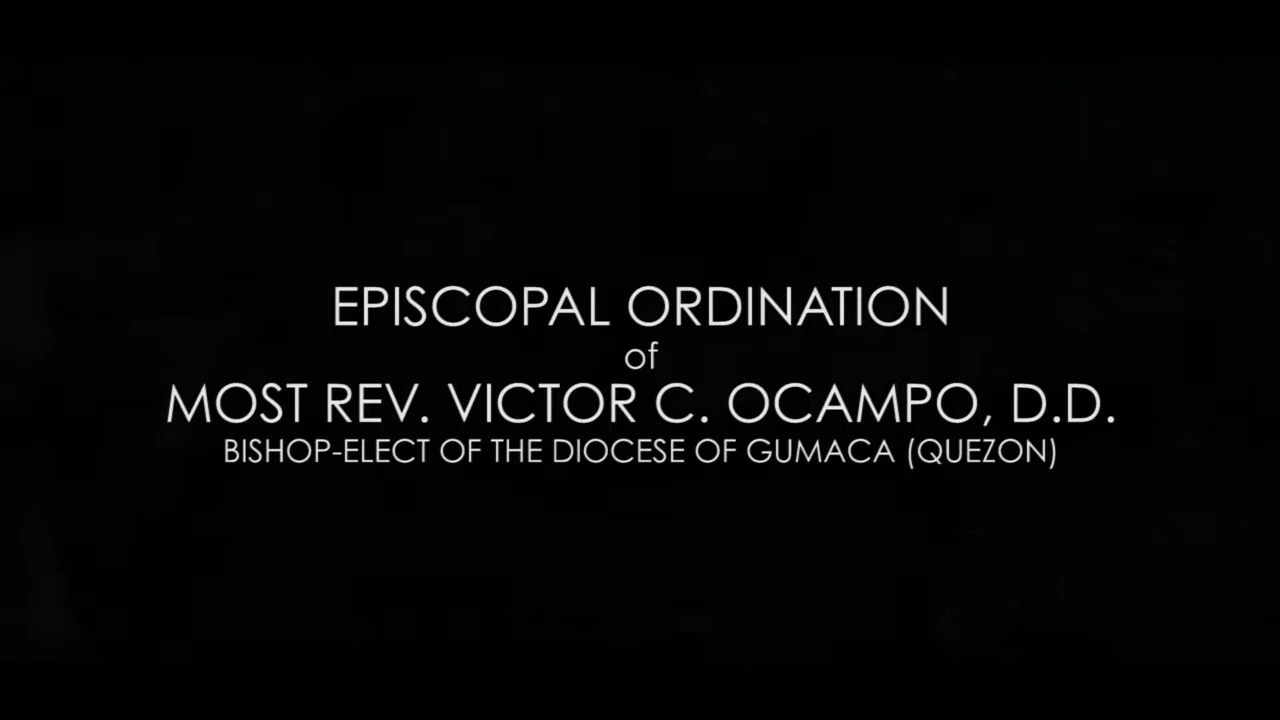 EPISCOPAL ORDINATION
of
MOST REV. VICTOR C. OCAMPO, D.D.
BISHOP-ELECT OF THE DIOCESE OF GUMACA (QUEZON)